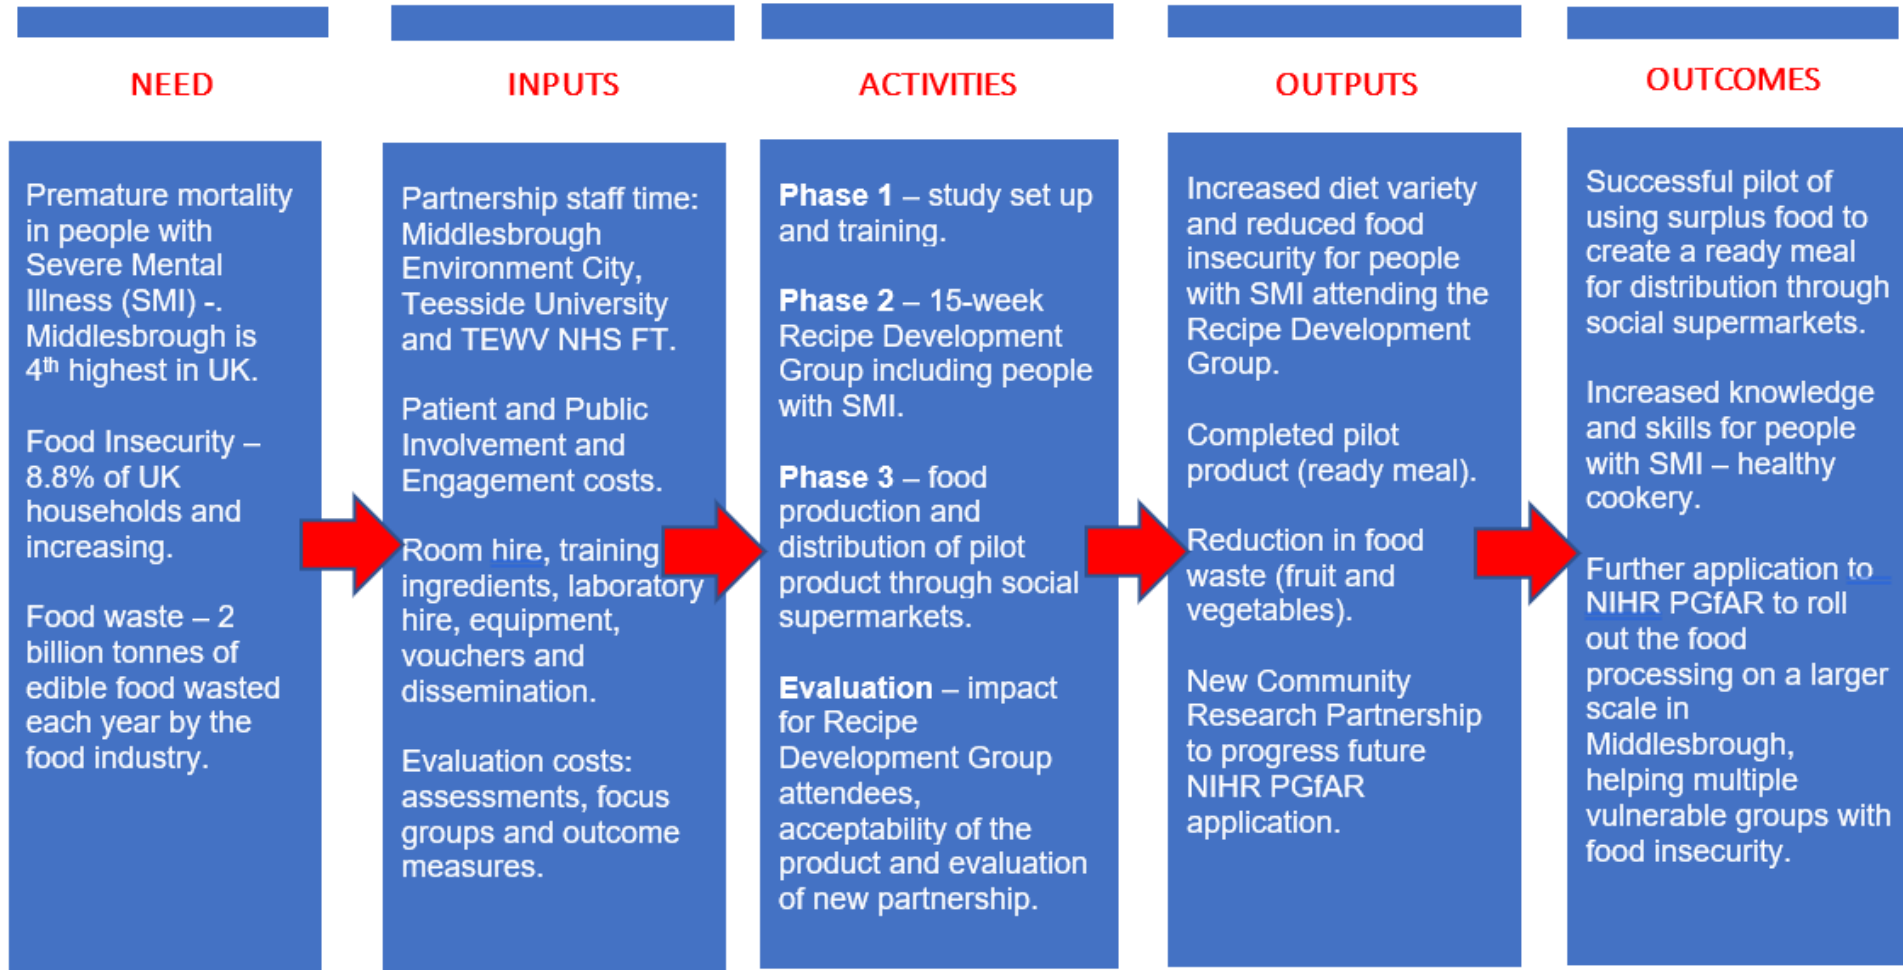 NEED
Premature mortality
in people with
Severe Mental
Illness (SMI) -.
Middlesbrough is
4th highest in UK.
Food Insecurity –
8.8% of UK
households and
increasing.
Food waste – 2
billion tonnes of
edible food wasted
each year by the
food industry.
INPUTS
Partnership staff time:
Middlesbrough
Environment City,
Teesside University
and TEWV NHS FT.
Patient and Public
Involvement and
Engagement costs.
Room hire, training
ingredients, laboratory
hire, equipment,
vouchers and
dissemination.
Evaluation costs:
assessments, focus
groups and outcome
measures.
ACTIVITIES
Phase 1 – study set up
and training.
Phase 2 – 15-week
Recipe Development
Group including people
with SMI.
Phase 3 – food
production and
distribution of pilot
product through social
supermarkets.
Evaluation – impact
for Recipe
Development Group
attendees,
acceptability of the
product and evaluation
of new partnership.
OUTPUTS
Increased diet variety
and reduced food
insecurity for people
with SMI attending the
Recipe Development
Group.
Completed pilot
product (ready meal).
Reduction in food
waste (fruit and
vegetables).
New Community
Research Partnership
to progress future
NIHR PGfAR
application.
OUTCOMES
Successful pilot of
using surplus food to
create a ready meal
for distribution through
social supermarkets.
Increased knowledge
and skills for people
with SMI – healthy
cookery.
Further application to
NIHR PGfAR to roll
out the food
processing on a larger
scale in
Middlesbrough,
helping multiple
vulnerable groups with
food insecurity.